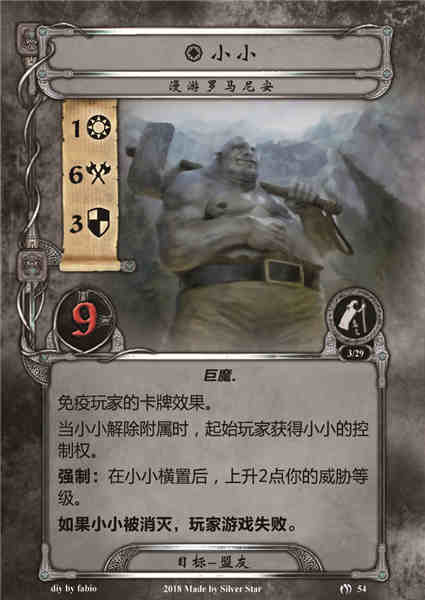 小小
漫游罗马尼安
1
6
3
9
3/29
巨魔.
免疫玩家的卡牌效果。
当小小解除附属时，起始玩家获得小小的控
制权。
强制：在小小横置后，上升2点你的威胁等
级。
如果小小被消灭，玩家游戏失败。
目标-盟友
diy by fabio
2018 Made by Silver Star
54